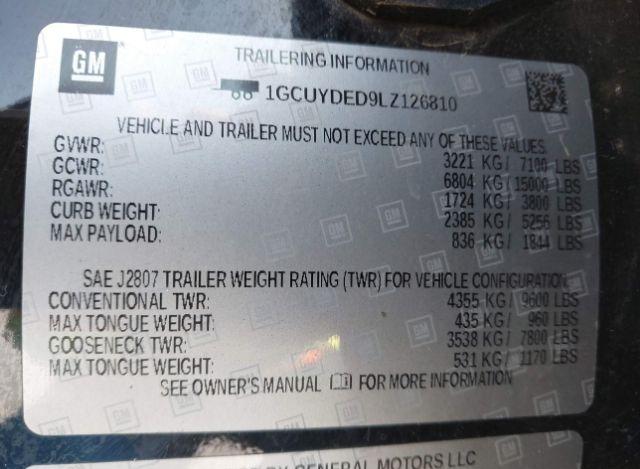 GM
TRAILERING INFORMATION
1GCUYDED9LZ126810
VEHICLE AND TRAILER MUST NOT EXCEED ANY OF THESE VALUES.
GVWR: 3221 KG/ 7100 LBS
GCWR: 6804 KG/ 15000 LBS
RGAWR: 1724 KG/ 3800 LBS
CURB WEIGHT: 2385 KG/ 5256 LBS
MAX PAYLOAD: 836 KG/ 1844 LBS
SAE J2807 TRAILER WEIGHT RATING (TWR) FOR VEHICLE CONFIGURATION:
CONVENTIONAL TWR: 4355 KG/ 9600 LBS
MAX TONGUE WEIGHT: 435 KG/ 960 LBS
GOOSENECK TWR: 3538 KG/ 7800 LBS
MAX TONGUE WEIGHT: 531 KG/ 1170 LBS
SEE OWNER'S MANUAL FOR MORE INFORMATION
GENERAL MOTORS LLC